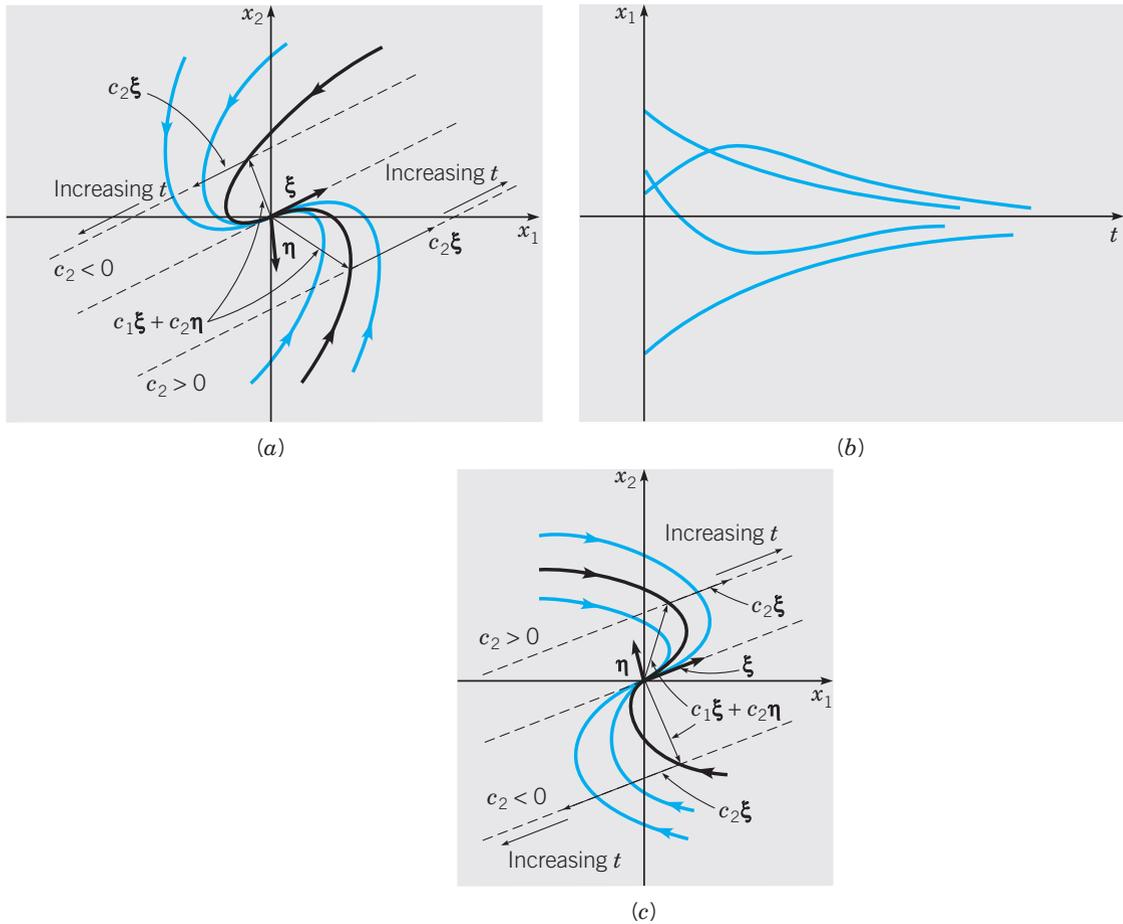 x₂
c₂ξ
Increasing t
Increasing t
ξ
x₁
η
c₂ξ
c₂ < 0
c₁ξ + c₂η
c₂ > 0
(a)
x₁
t
(b)
x₂
Increasing t
c₂ξ
c₂ > 0
η
ξ
x₁
c₁ξ + c₂η
c₂ < 0
c₂ξ
Increasing t
(c)